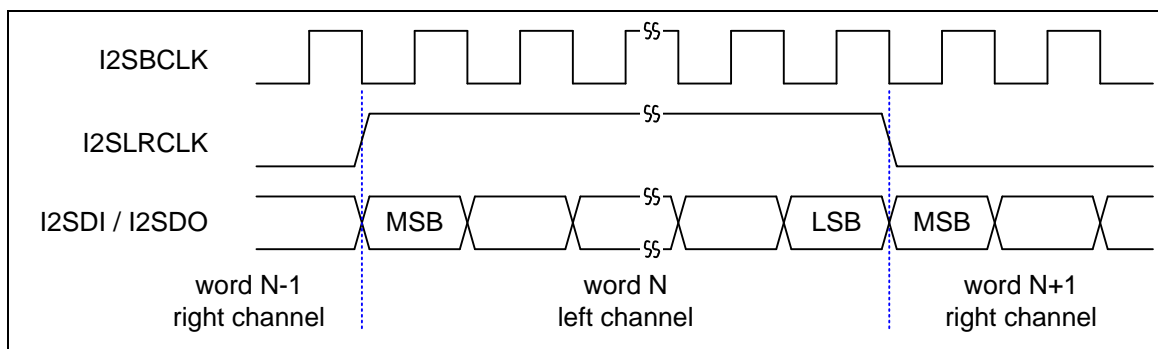 I2SBCLK
I2SLRCLK
I2SDI / I2SDO
MSB
LSB
MSB
word N-1
right channel
word N
left channel
word N+1
right channel